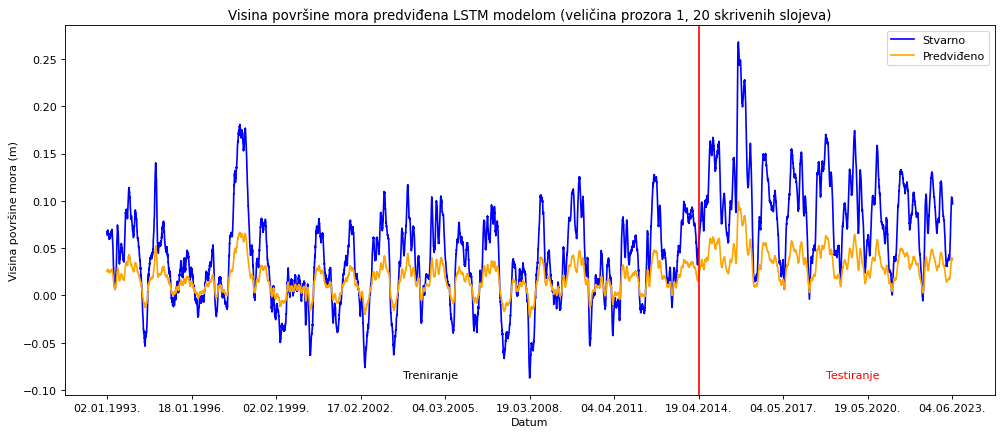 Visina površine mora predviđena LSTM modelom (veličina prozora 1, 20 skrivenih slojeva)
Stvarno
Predviđeno
Visina površine mora (m)
0.25
0.20
0.15
0.10
0.05
0.00
−0.05
−0.10
Treniranje
Testiranje
02.01.1993.
18.01.1996.
02.02.1999.
17.02.2002.
04.03.2005.
19.03.2008.
04.04.2011.
19.04.2014.
04.05.2017.
19.05.2020.
04.06.2023.
Datum